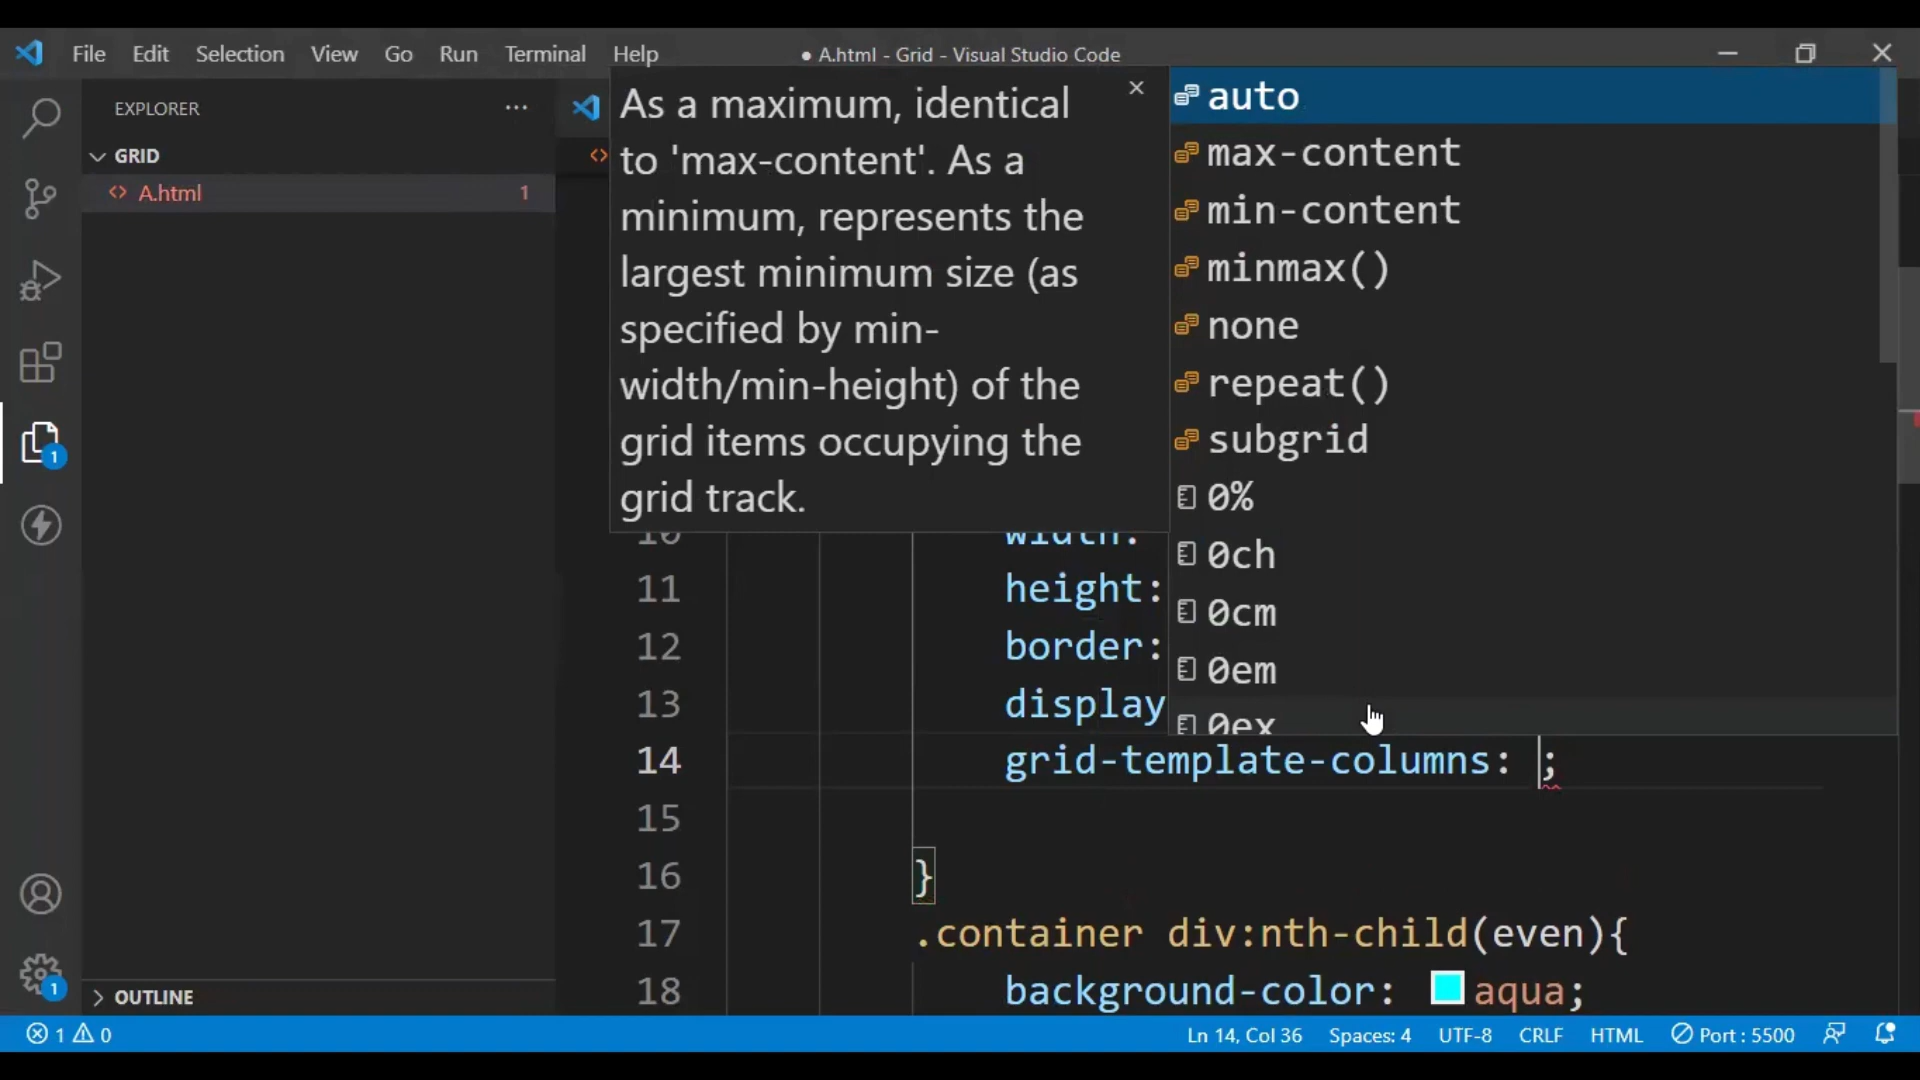 File Edit Selection View Go Run Terminal Help ● A.html - Grid - Visual Studio Code
EXPLORER ...
GRID
<> A.html 1
As a maximum, identical
to 'max-content'. As a
minimum, represents the
largest minimum size (as
specified by min-
width/min-height) of the
grid items occupying the
grid track.
auto
max-content
min-content
minmax()
none
repeat()
subgrid
0%
0ch
0cm
0em
0ex
10 width:
11 height:
12 border:
13 display
14 grid-template-columns: ;
15
16 }
17 .container div:nth-child(even){
18 background-color: aqua;
1
1
OUTLINE
1 0 Ln 14, Col 36 Spaces: 4 UTF-8 CRLF HTML Port : 5500